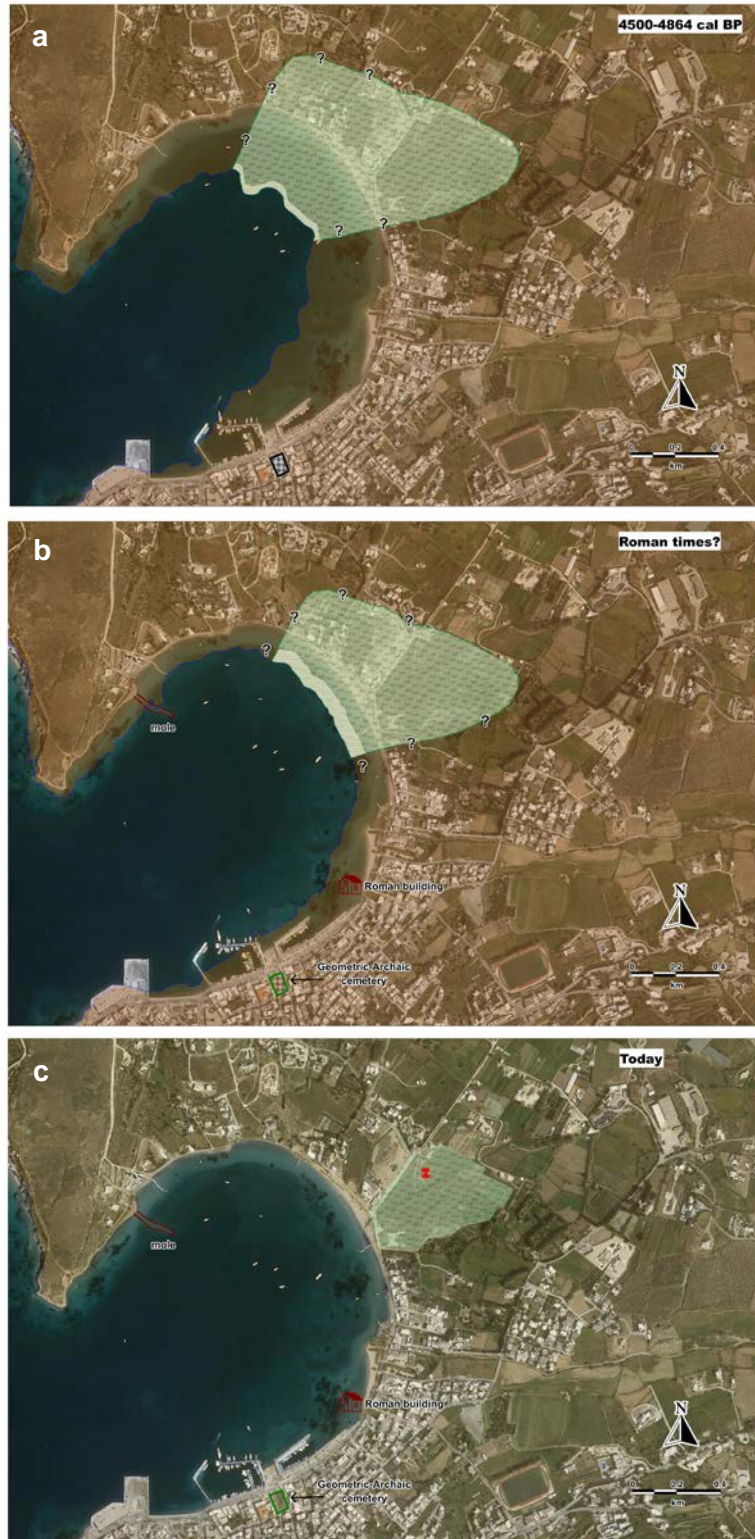 a
4500-4864 cal BP
?
?
?
?
?
?
N
0 0.2 0.4
km
b
Roman times?
?
?
?
?
?
?
?
mole
Roman building
N
Geometric-Archaic
cemetery
0 0.2 0.4
km
c
Today
mole
Roman building
N
Geometric-Archaic
cemetery
0 0.2 0.4
km